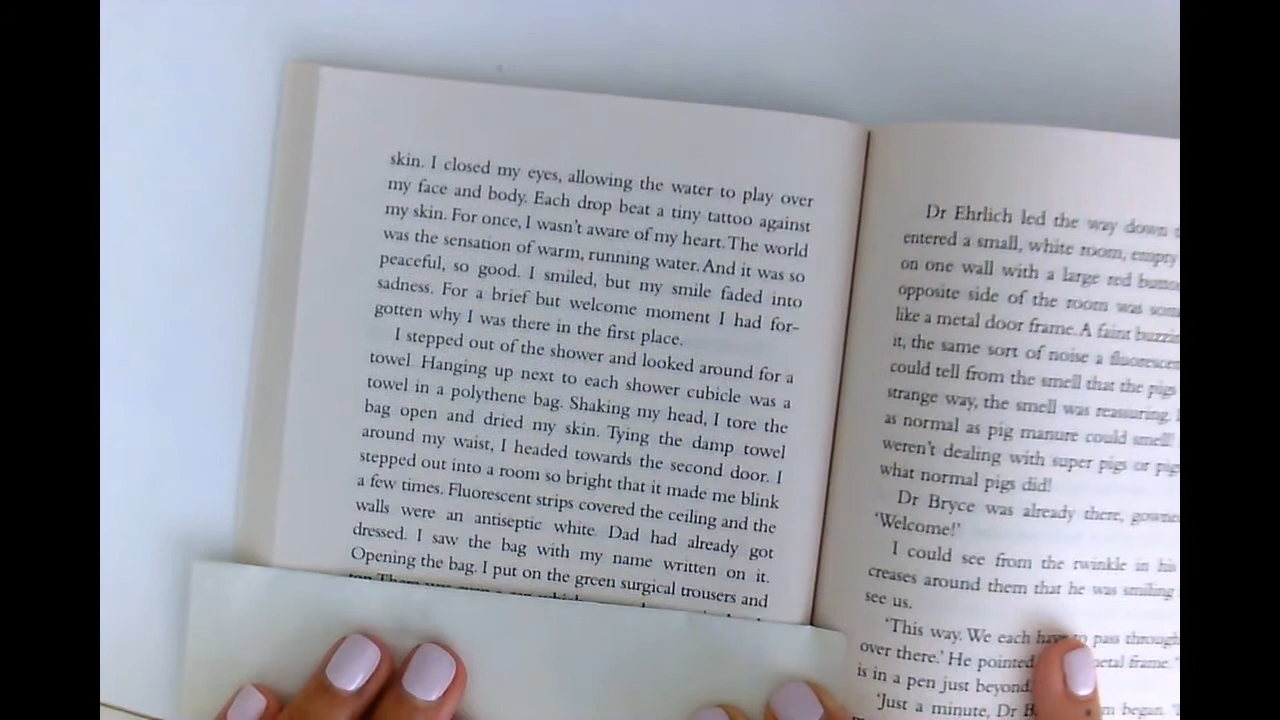 skin. I closed my eyes, allowing the water to play over
my face and body. Each drop beat a tiny tattoo against
my skin. For once, I wasn't aware of my heart. The world
was the sensation of warm, running water. And it was so
peaceful, so good. I smiled, but my smile faded into
sadness. For a brief but welcome moment I had for-
gotten why I was there in the first place.
I stepped out of the shower and looked around for a
towel. Hanging up next to each shower cubicle was a
towel in a polythene bag. Shaking my head, I tore the
bag open and dried my skin. Tying the damp towel
around my waist, I headed towards the second door. I
stepped out into a room so bright that it made me blink
a few times. Fluorescent strips covered the ceiling and the
walls were an antiseptic white. Dad had already got
dressed. I saw the bag with my name written on it.
Opening the bag. I put on the green surgical trousers and
Dr Ehrlich led the way down
entered a small, white room, empty
on one wall with a large red
opposite side of the room was
like a metal door frame. A faint
it, the same sort of noise a
could tell from the smell that the pigs
strange way, the smell was reassuring.
as normal as pig manure could smell!
weren't dealing with super pigs or
what normal pigs did!
Dr Bryce was already there,
'Welcome!'
I could see from the twinkle in his
creases around them that he was smiling
see us.
'This way. We each have to pass through
over there.' He pointed metal frame.
is in a pen just beyond.
'Just a minute, Dr began.